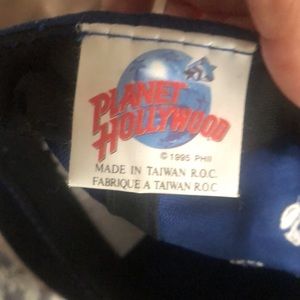 PLANET
HOLLYWOOD
© 1995 PHII
MADE IN TAIWAN R.O.C.
FABRIQUE A TAIWAN R.O.C